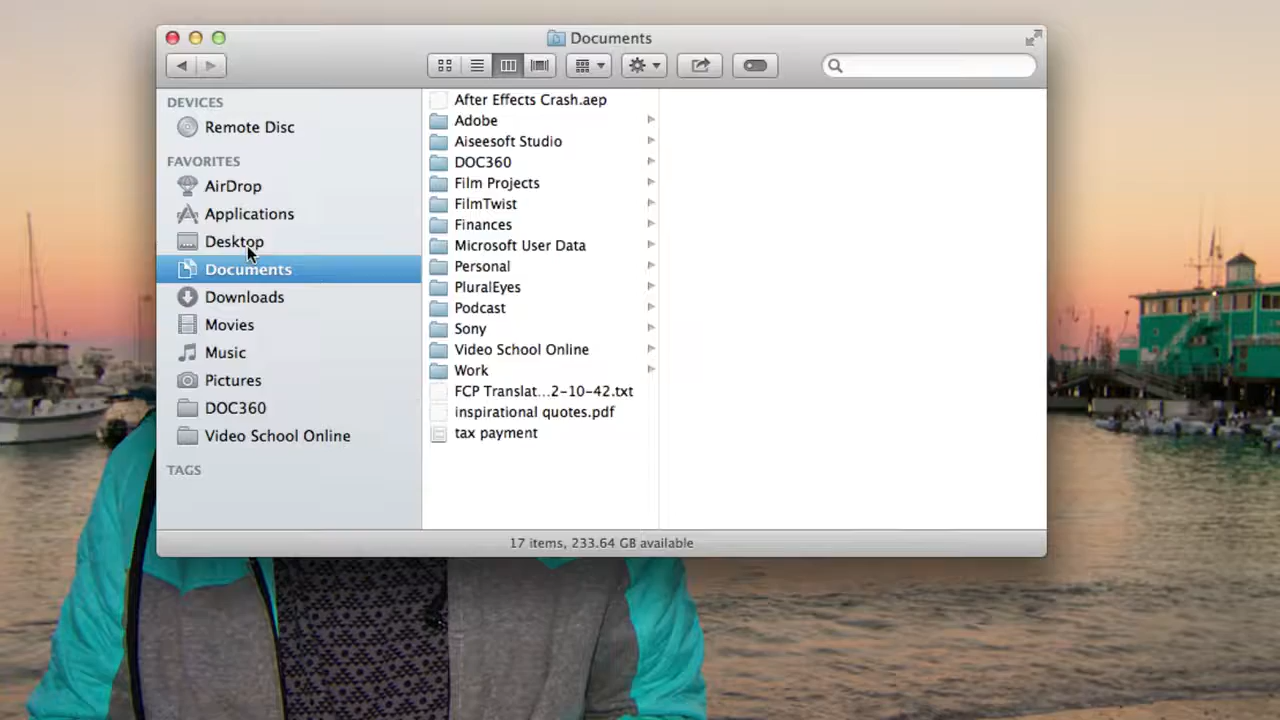 Documents
DEVICES
Remote Disc
FAVORITES
AirDrop
Applications
Desktop
Documents
Downloads
Movies
Music
Pictures
DOC360
Video School Online
TAGS
After Effects Crash.aep
Adobe
Aiseesoft Studio
DOC360
Film Projects
FilmTwist
Finances
Microsoft User Data
Personal
PluralEyes
Podcast
Sony
Video School Online
Work
FCP Translat...2-10-42.txt
inspirational quotes.pdf
tax payment
17 items, 233.64 GB available